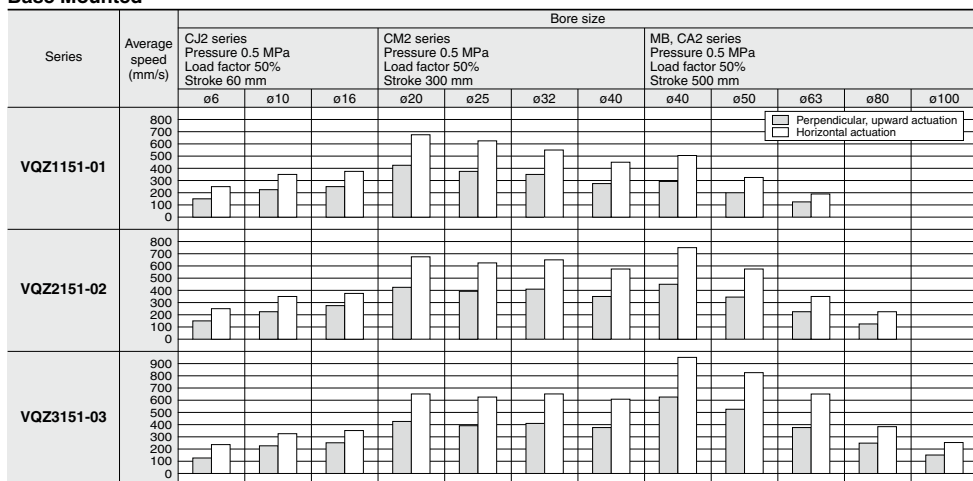 Base Mounted
Bore size
Series
Average speed (mm/s)
CJ2 series
Pressure 0.5 MPa
Load factor 50%
Stroke 60 mm
CM2 series
Pressure 0.5 MPa
Load factor 50%
Stroke 300 mm
MB, CA2 series
Pressure 0.5 MPa
Load factor 50%
Stroke 500 mm
ø6 ø10 ø16 ø20 ø25 ø32 ø40 ø40 ø50 ø63 ø80 ø100
Perpendicular, upward actuation
Horizontal actuation
VQZ1151-01
800
700
600
500
400
300
200
100
0
VQZ2151-02
800
700
600
500
400
300
200
100
0
VQZ3151-03
900
800
700
600
500
400
300
200
100
0